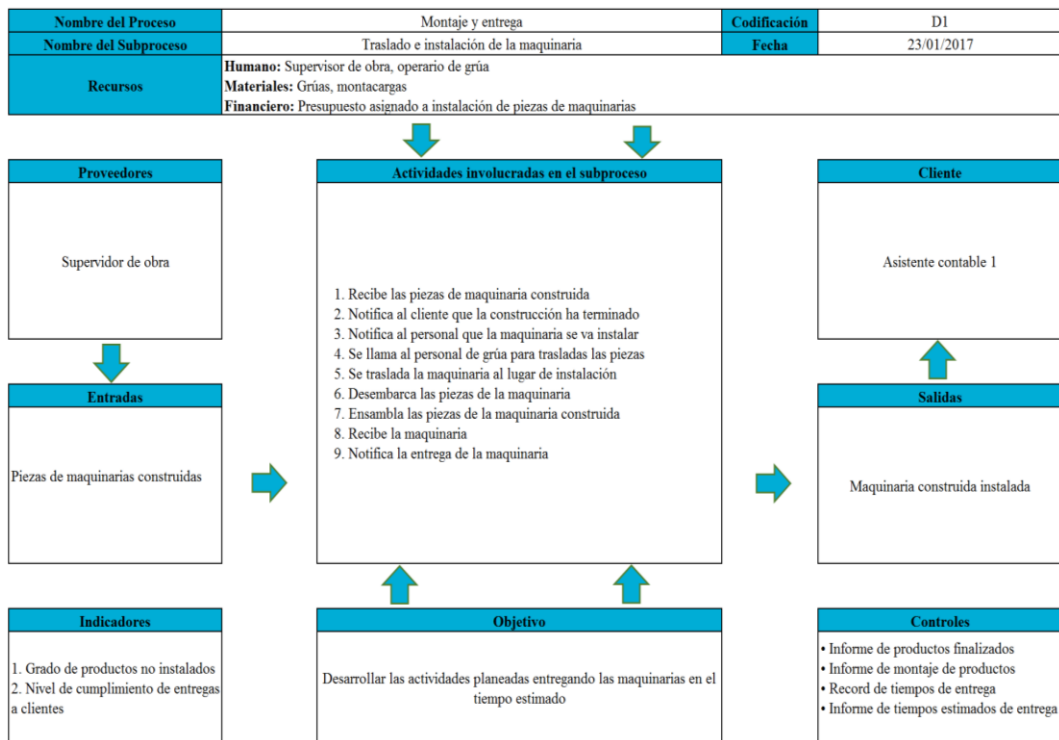 Nombre del Proceso
Montaje y entrega
Codificación
D1
Nombre del Subproceso
Traslado e instalación de la maquinaria
Fecha
23/01/2017
Recursos
Humano: Supervisor de obra, operario de grúa
Materiales: Grúas, montacargas
Financiero: Presupuesto asignado a instalación de piezas de maquinarias
Proveedores
Supervidor de obra
Entradas
Piezas de maquinarias construidas
Actividades involucradas en el subproceso
1. Recibe las piezas de maquinaria construida
2. Notifica al cliente que la construcción ha terminado
3. Notifica al personal que la maquinaria se va instalar
4. Se llama al personal de grúa para trasladas las piezas
5. Se traslada la maquinaria al lugar de instalación
6. Desembarca las piezas de la maquinaria
7. Ensambla las piezas de la maquinaria construida
8. Recibe la maquinaria
9. Notifica la entrega de la maquinaria
Cliente
Asistente contable 1
Salidas
Maquinaria construida instalada
Indicadores
1. Grado de productos no instalados
2. Nivel de cumplimiento de entregas
a clientes
Objetivo
Desarrollar las actividades planeadas entregando las maquinarias en el
tiempo estimado
Controles
• Informe de productos finalizados
• Informe de montaje de productos
• Record de tiempos de entrega
• Informe de tiempos estimados de entrega